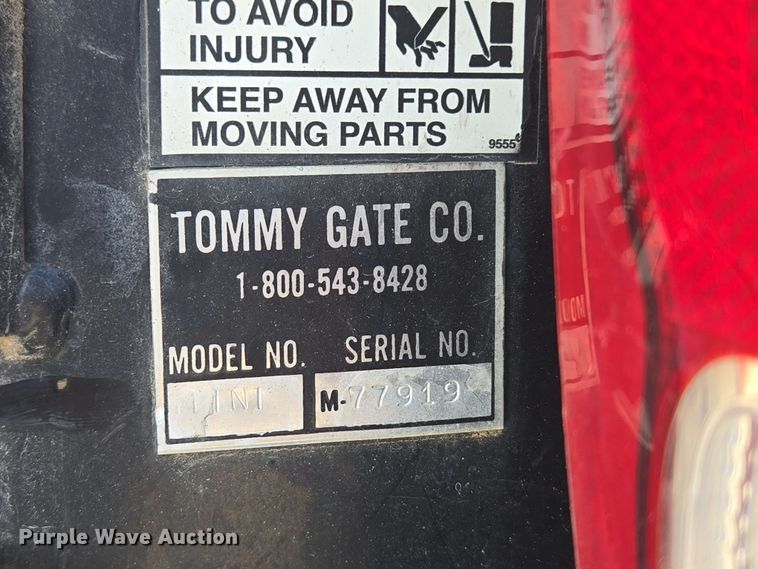 TO AVOID
INJURY
KEEP AWAY FROM
MOVING PARTS
9555
TOMMY GATE CO.
1-800-543-8428
MODEL NO. SERIAL NO.
M-77919
Purple Wave Auction